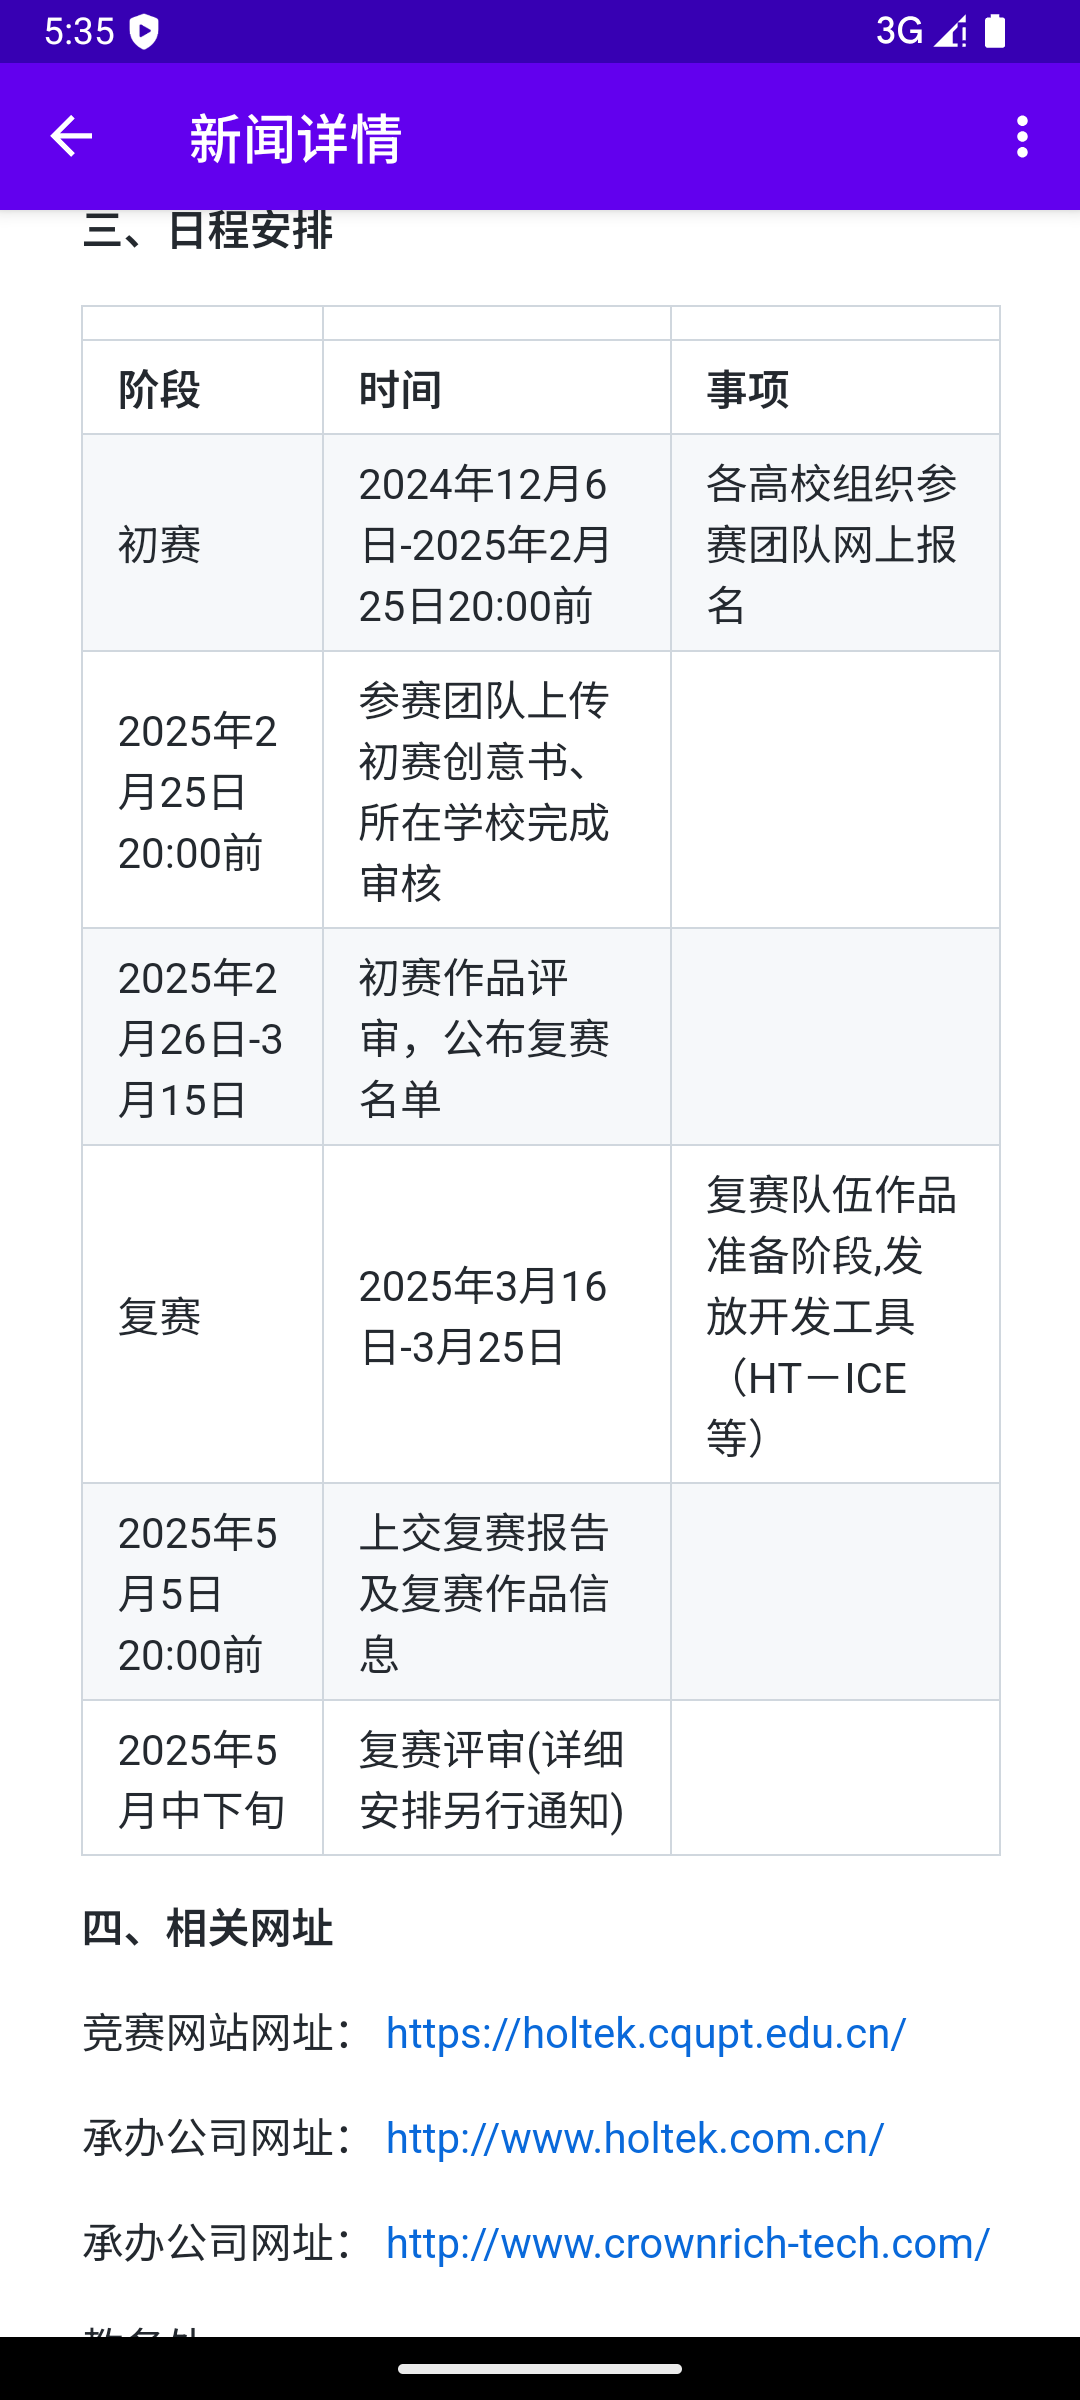 5:35
3G
新闻详情
三、日程安排
阶段
时间
事项
初赛
2024年12月6
日-2025年2月
25日20:00前
各高校组织参
赛团队网上报
名
2025年2
月25日
20:00前
参赛团队上传
初赛创意书、
所在学校完成
审核
2025年2
月26日-3
月15日
初赛作品评
审，公布复赛
名单
复赛
2025年3月16
日-3月25日
复赛队伍作品
准备阶段,发
放开发工具
（HT－ICE
等）
2025年5
月5日
20:00前
上交复赛报告
及复赛作品信
息
2025年5
月中下旬
复赛评审(详细
安排另行通知)
四、相关网址
竞赛网站网址： https://holtek.cqupt.edu.cn/
承办公司网址： http://www.holtek.com.cn/
承办公司网址： http://www.crownrich-tech.com/